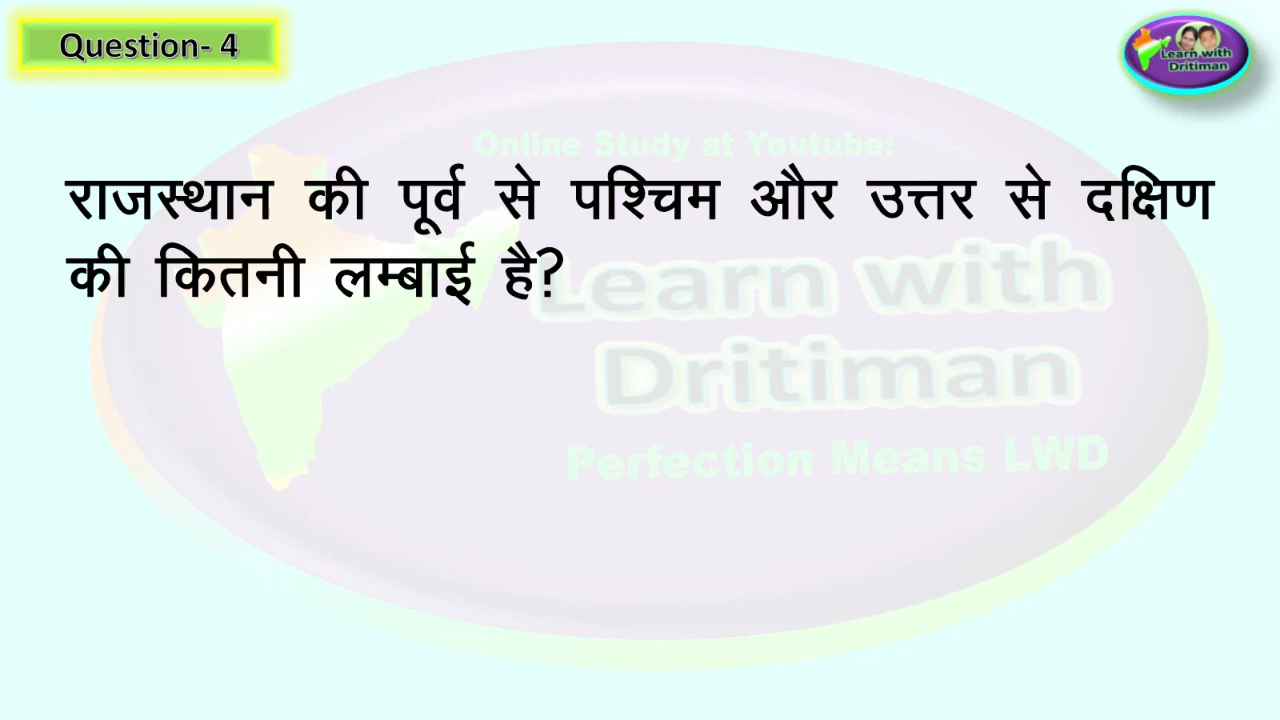 Question- 4
Learn with
Dritiman
Online Study at Youtube:
राजस्थान की पूर्व से पश्चिम और उत्तर से दक्षिण
की कितनी लम्बाई है?
Learn with
Dritiman
Perfection Means LWD